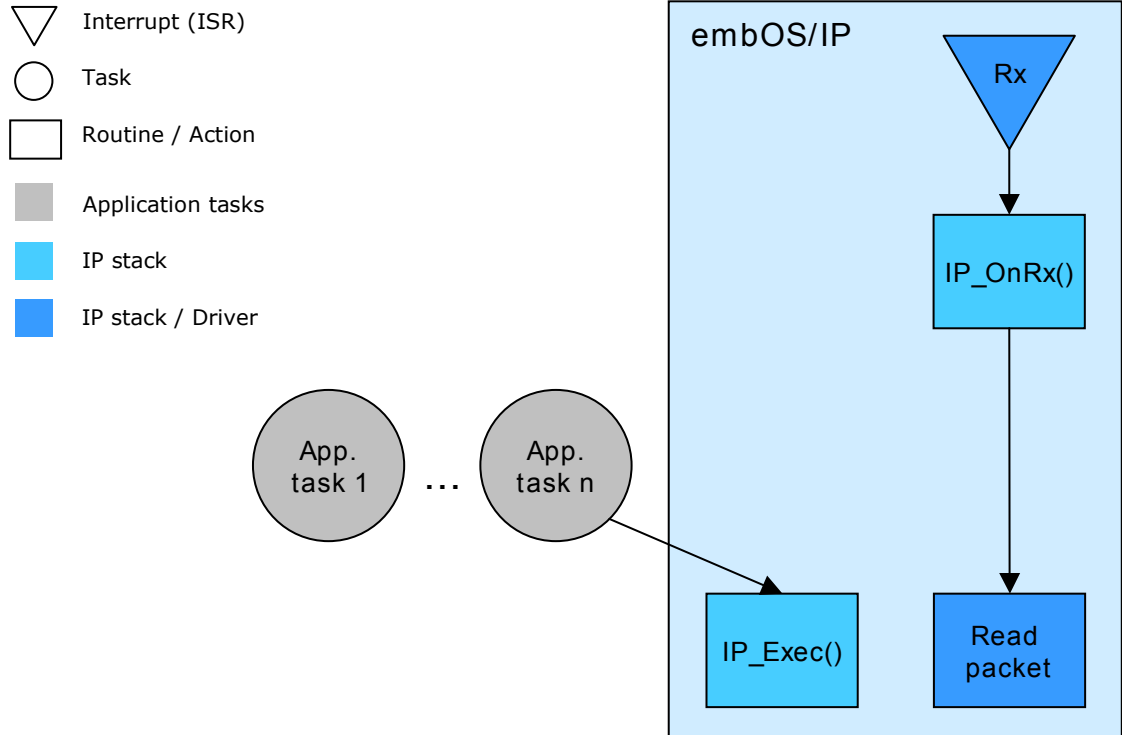 Interrupt (ISR)
Task
Routine / Action
Application tasks
IP stack
IP stack / Driver
embOS/IP
Rx
IP_OnRx()
App.
task 1
...
App.
task n
IP_Exec()
Read
packet